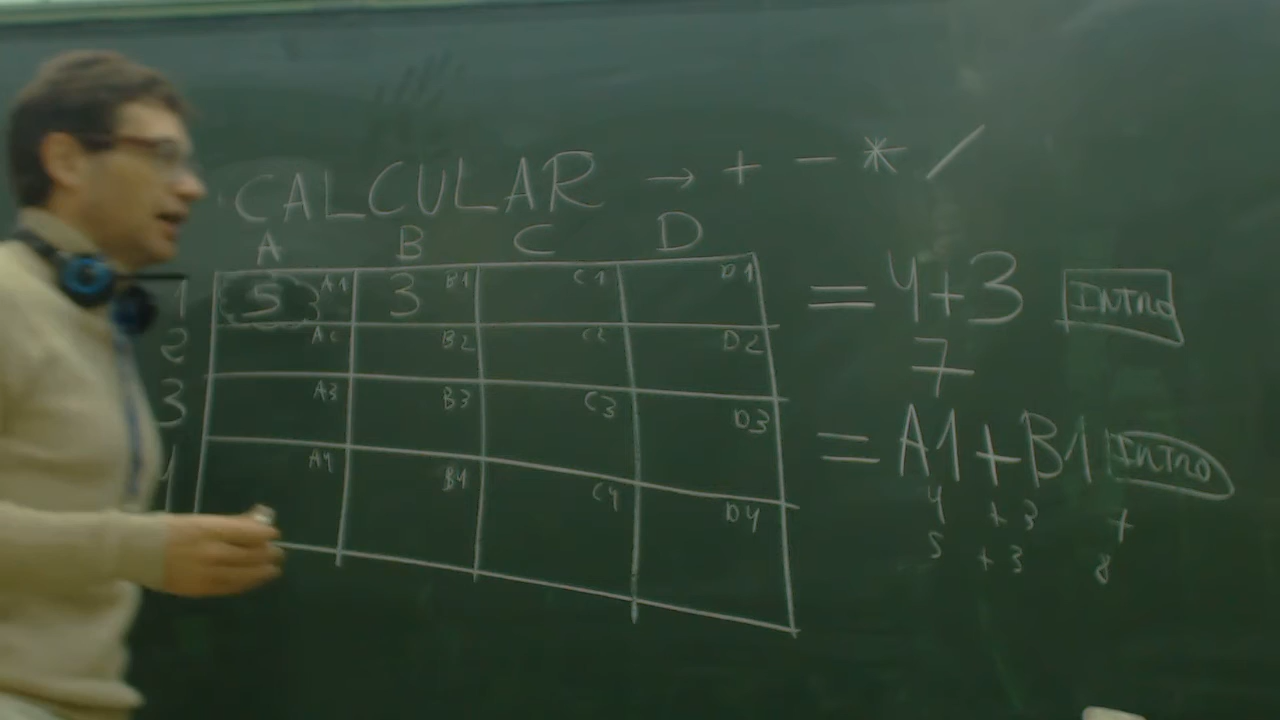 CALCULAR → + - * /
A B C D
1 5 A1 3 B1 C1 D1
2 A2 B2 C2 D2
3 A3 B3 C3 D3
4 A4 B4 C4 D4
= 4+3 INTRO
7
= A1+B1 INTRO
4 + 3
5 + 3 8